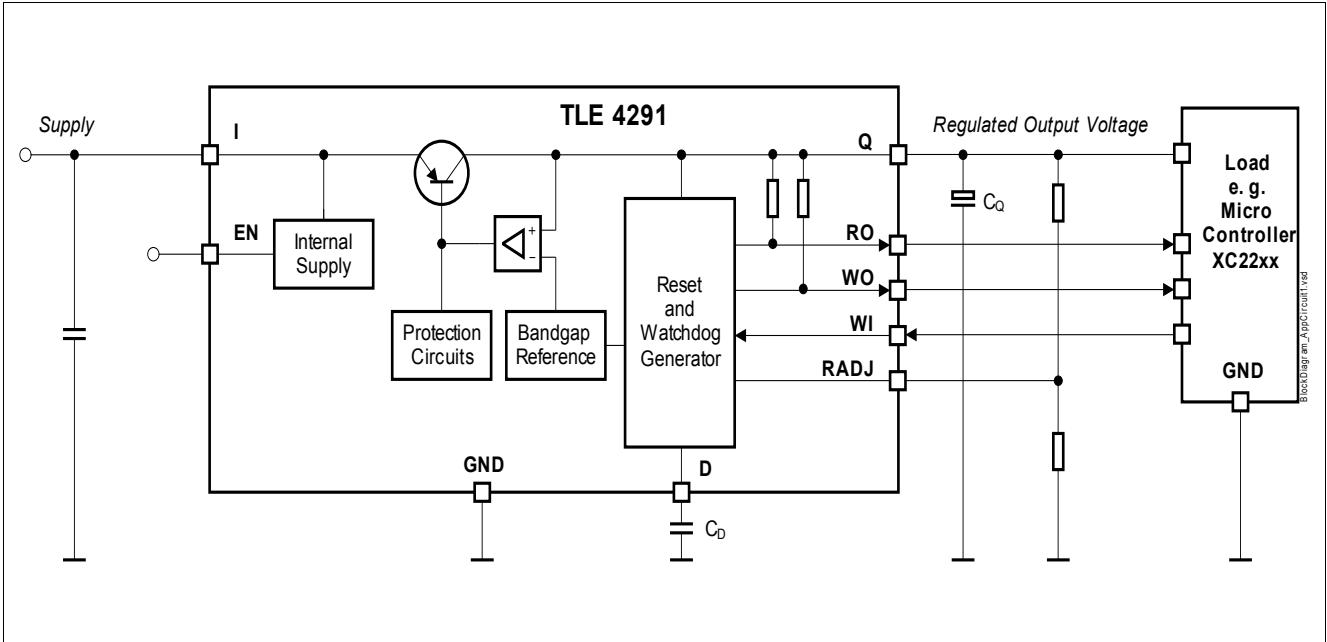 TLE 4291
Supply
I
Q
Regulated Output Voltage
Load
e. g.
Micro
Controller
XC22xx
EN
Internal
Supply
+
−
CQ
RO
WO
Reset
and
Watchdog
Generator
WI
Protection
Circuits
Bandgap
Reference
RADJ
GND
GND
D
CD
BlockDiagram_AppCircuit1.vsd